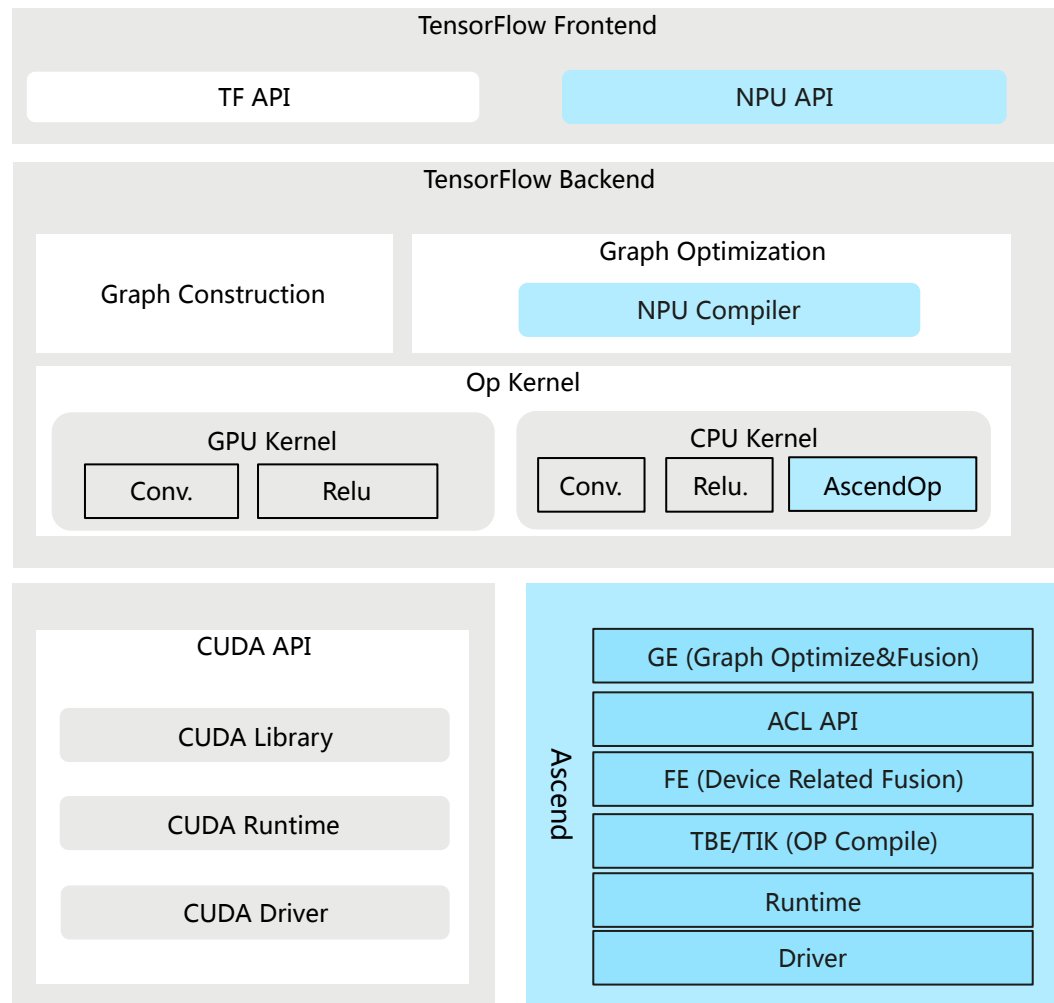 TensorFlow Frontend
TF API
NPU API
TensorFlow Backend
Graph Construction
Graph Optimization
NPU Compiler
Op Kernel
GPU Kernel
Conv.
Relu
CPU Kernel
Conv.
Relu.
AscendOp
CUDA API
CUDA Library
CUDA Runtime
CUDA Driver
Ascend
GE (Graph Optimize&Fusion)
ACL API
FE (Device Related Fusion)
TBE/TIK (OP Compile)
Runtime
Driver